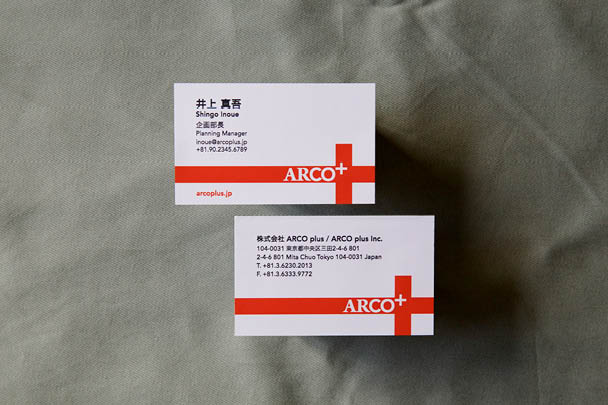 井上 真吾
Shingo Inoue
企画部長
Planning Manager
inoue@arcoplus.jp
+81.90.2345.6789
ARCO+
arcoplus.jp
株式会社 ARCO plus / ARCO plus Inc.
104-0031 東京都中央区三田2-4-6 801
2-4-6 801 Mita Chuo Tokyo 104-0031 Japan
T. +81.3.6230.2013
F. +81.3.6333.9772
ARCO+